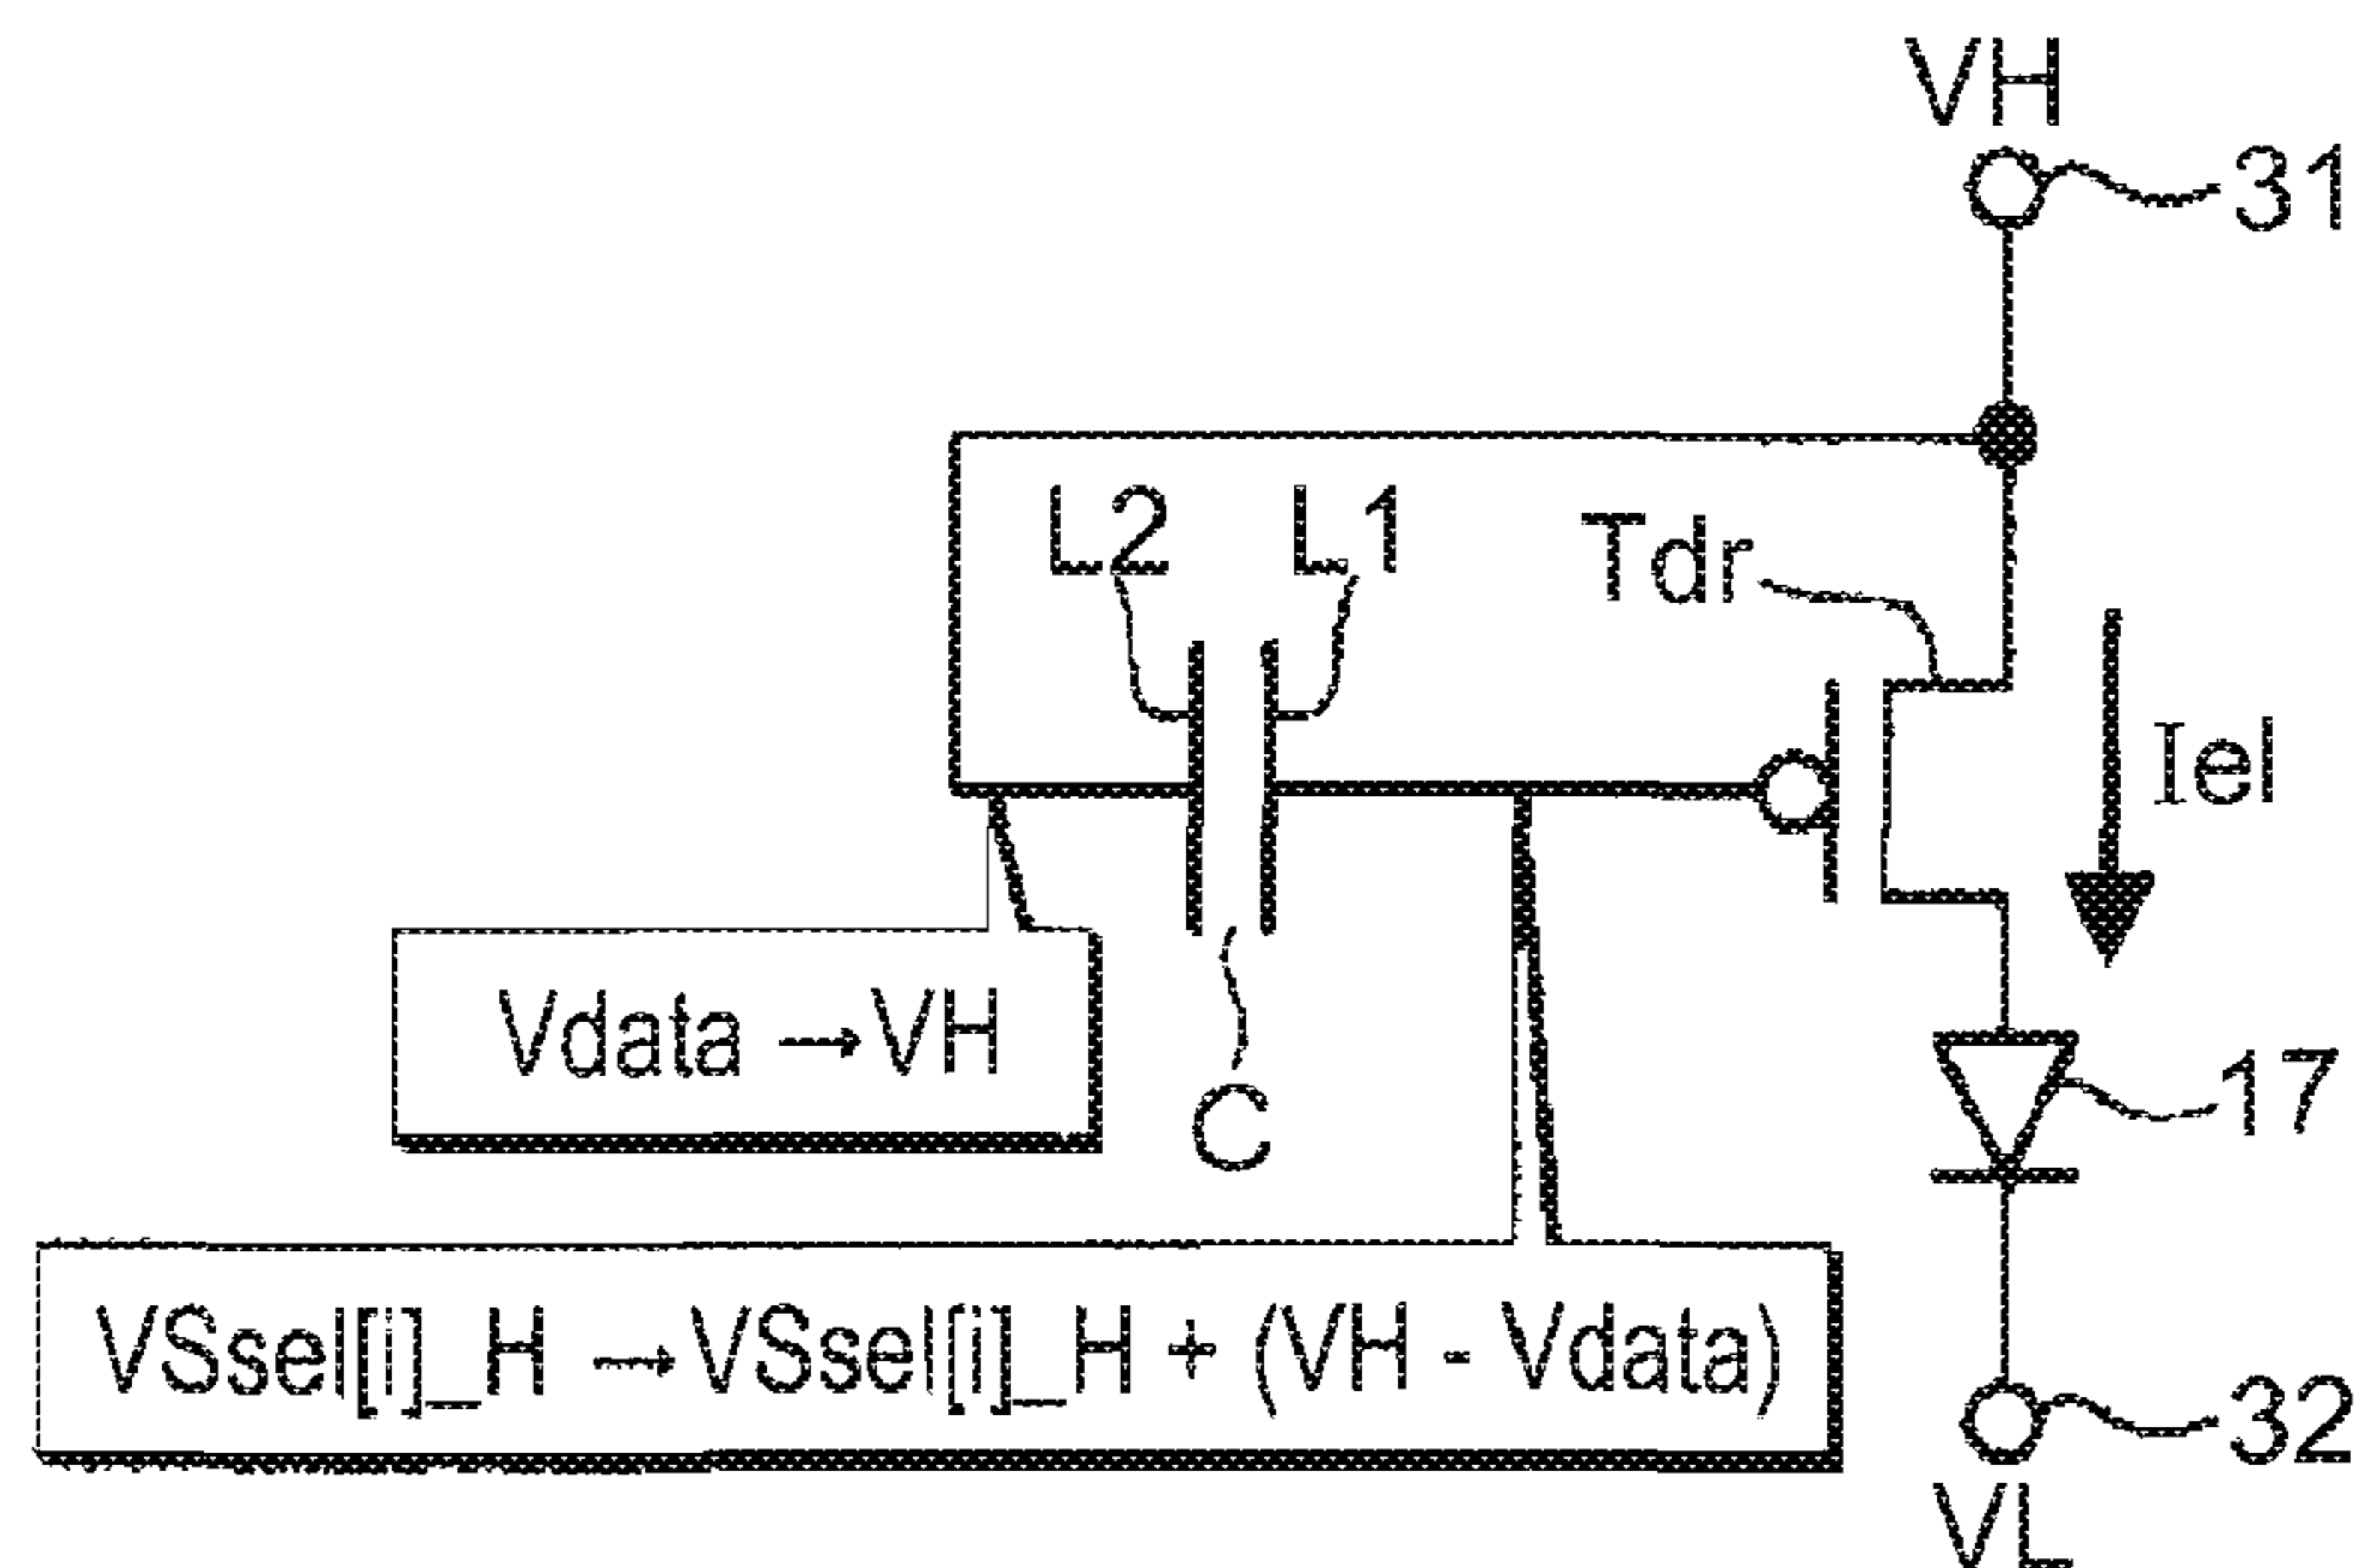 VH
31
L2
L1
Tdr
Iel
Vdata →VH
C
17
VSsel[i]_H →VSsel[i]_H + (VH - Vdata)
32
VL